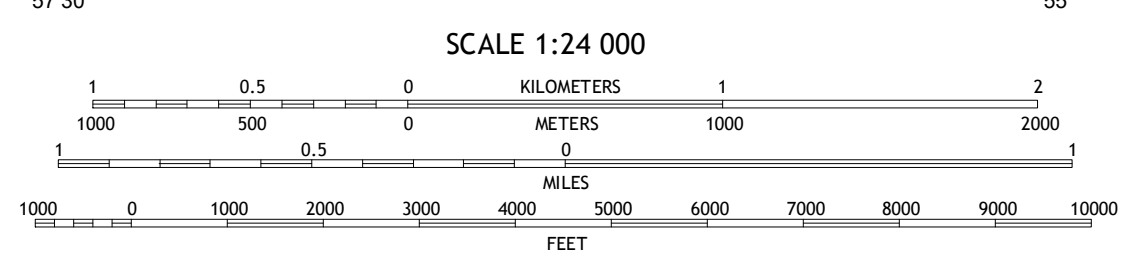 57'30" 55'
SCALE 1:24 000
1 0.5 0 KILOMETERS 1 2
1000 500 0 METERS 1000 2000
1 0.5 0 1
MILES
1000 0 1000 2000 3000 4000 5000 6000 7000 8000 9000 10000
FEET